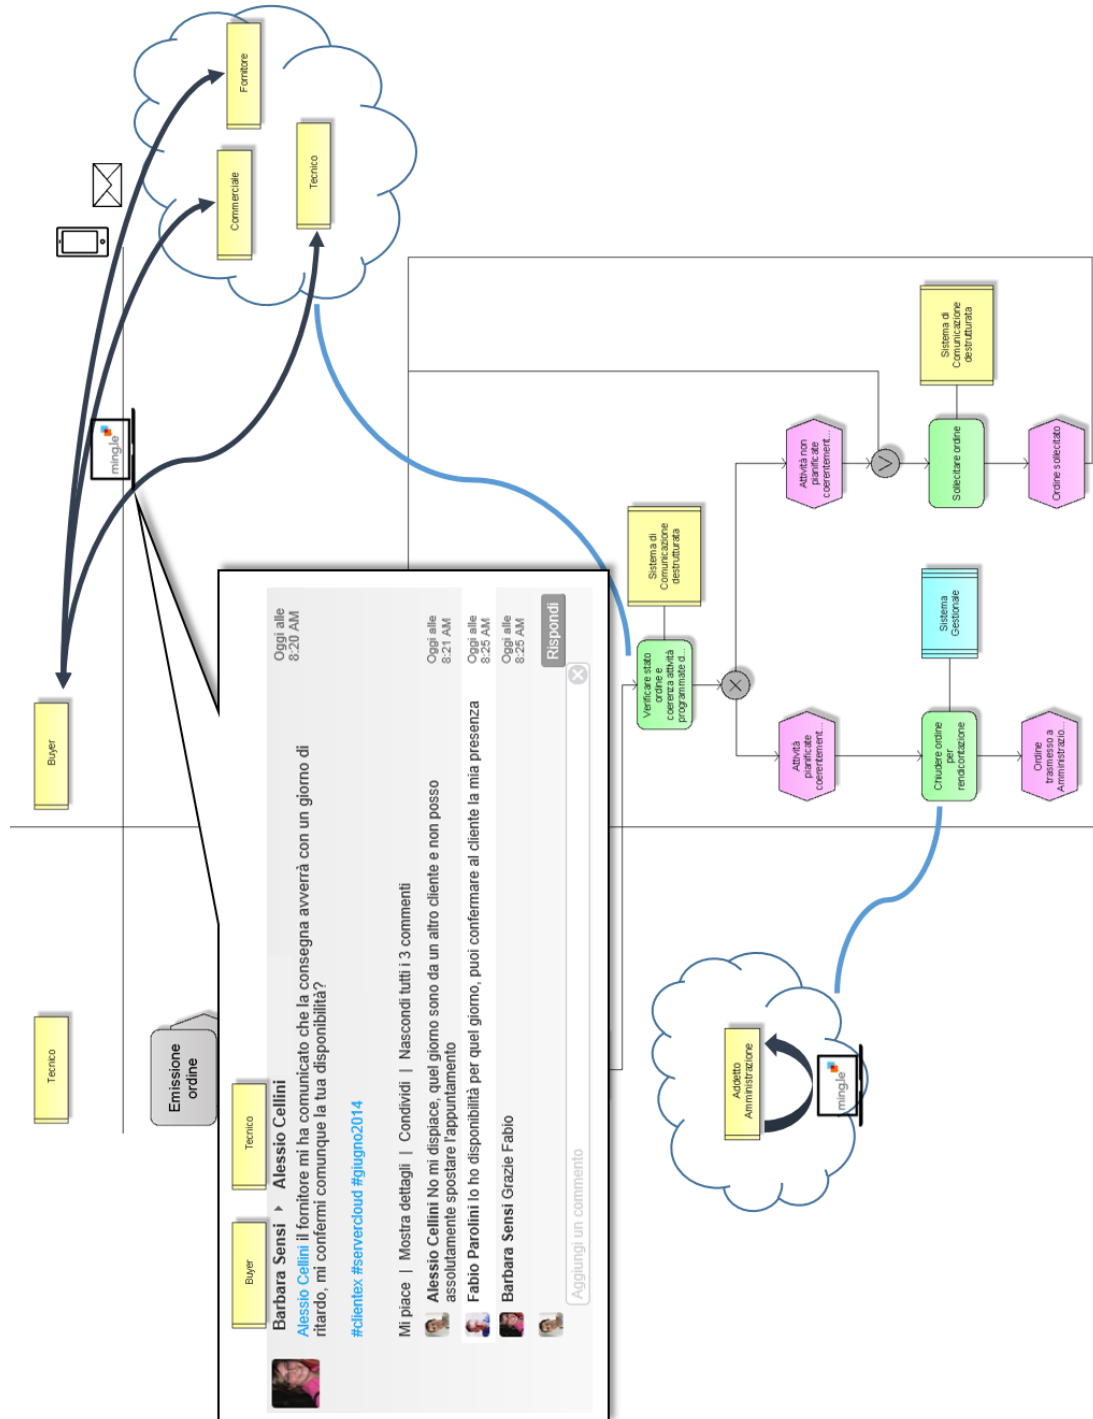 Tecnico
Buyer
Emissione
ordine
ming.le
Fornitore
Commerciale
Tecnico
Buyer
Tecnico
Barbara Sensi ▸ Alessio Cellini
Oggi alle
8:20 AM
Alessio Cellini il fornitore mi ha comunicato che la consegna avverrà con un giorno di
ritardo, mi confermi comunque la tua disponibilità?
#clientex #servercloud #giugno2014
Mi piace | Mostra dettagli | Condividi | Nascondi tutti i 3 commenti
Alessio Cellini No mi dispiace, quel giorno sono da un altro cliente e non posso
assolutamente spostare l'appuntamento
Oggi alle
8:21 AM
Fabio Parolini Io ho disponibilità per quel giorno, puoi confermare al cliente la mia presenza
Oggi alle
8:25 AM
Barbara Sensi Grazie Fabio
Oggi alle
8:25 AM
Rispondi
Aggiungi un commento
Verificare stato
ordine e
coerenza attività
programmate d...
Sistema di
Comunicazione
destrutturata
Attività
pianificate
coerentement...
Attività non
pianificate
coerentement...
Addetto
Amministrazione
ming.le
Chiudere ordine
per
rendicontazione
Sistema
Gestionale
Sollecitare ordine
Sistema di
Comunicazione
destrutturata
Ordine
trasmesso a
Amministrazio...
Ordine sollecitato